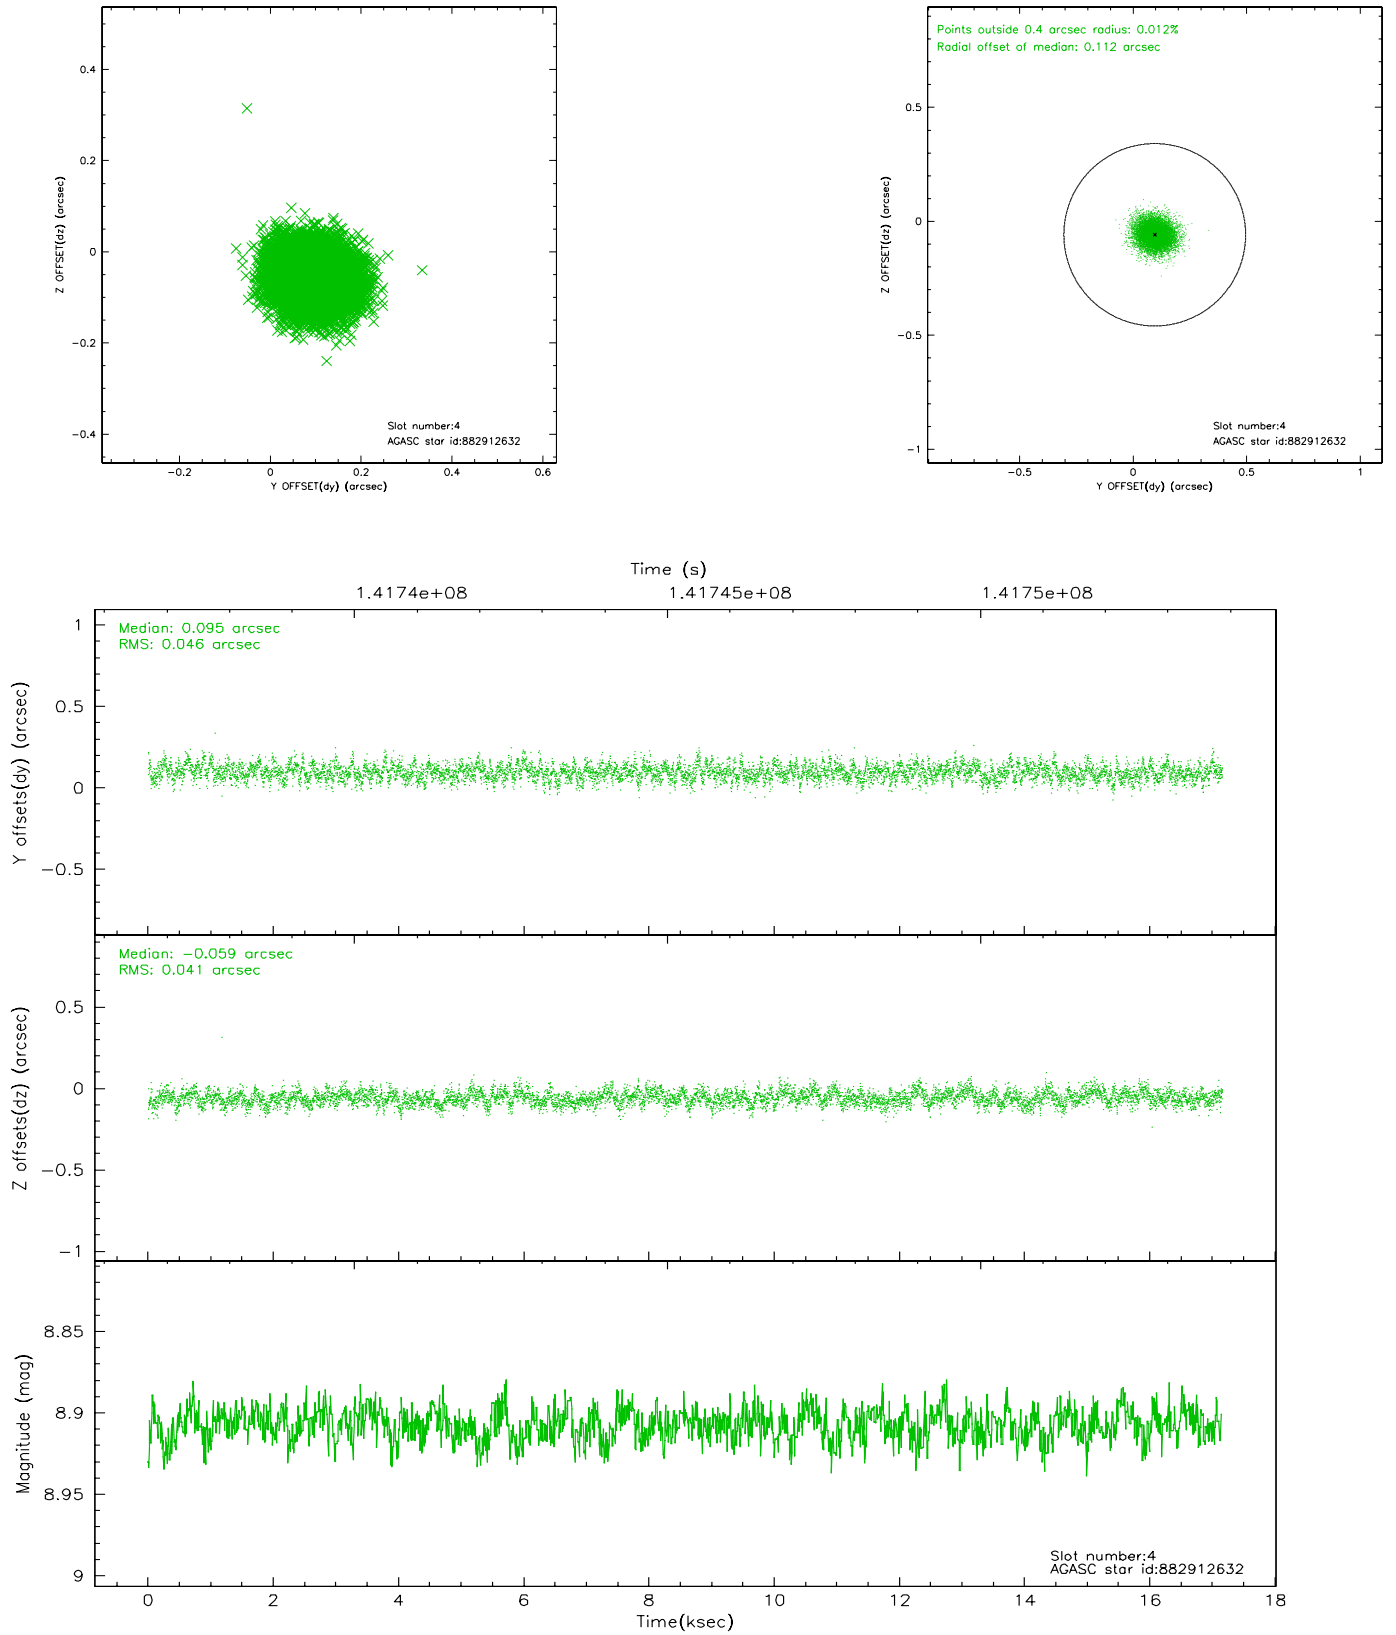 0.4
0.2
0
−0.2
−0.4
Z OFFSET(dz) (arcsec)
Slot number:4
AGASC star id:882912632
−0.2 0 0.2 0.4 0.6
Y OFFSET(dy) (arcsec)
Points outside 0.4 arcsec radius: 0.012%
Radial offset of median: 0.112 arcsec
0.5
0
−0.5
−1
Z OFFSET(dz) (arcsec)
Slot number:4
AGASC star id:882912632
−0.5 0 0.5 1
Y OFFSET(dy) (arcsec)
Time (s)
1.4174e+08 1.41745e+08 1.4175e+08
Median: 0.095 arcsec
RMS: 0.046 arcsec
1
0.5
0
−0.5
Y offsets(dy) (arcsec)
Median: −0.059 arcsec
RMS: 0.041 arcsec
0.5
0
−0.5
−1
Z offsets(dz) (arcsec)
8.85
8.9
8.95
9
Magnitude (mag)
Slot number:4
AGASC star id:882912632
0 2 4 6 8 10 12 14 16 18
Time(ksec)